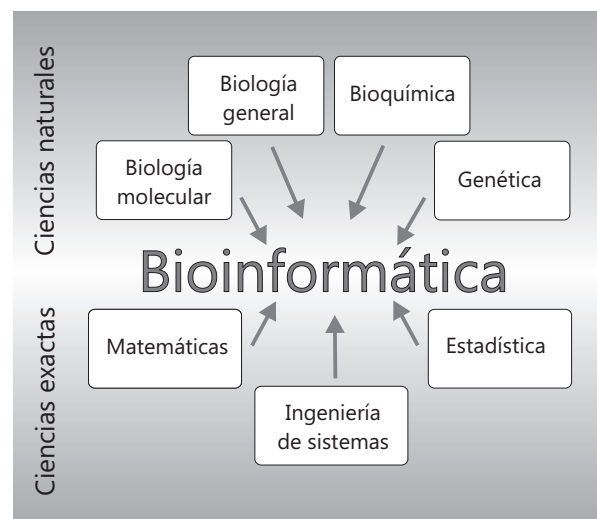 Ciencias naturales
Biología
general
Bioquímica
Biología
molecular
Genética
Bioinformática
Ciencias exactas
Matemáticas
Estadística
Ingeniería
de sistemas